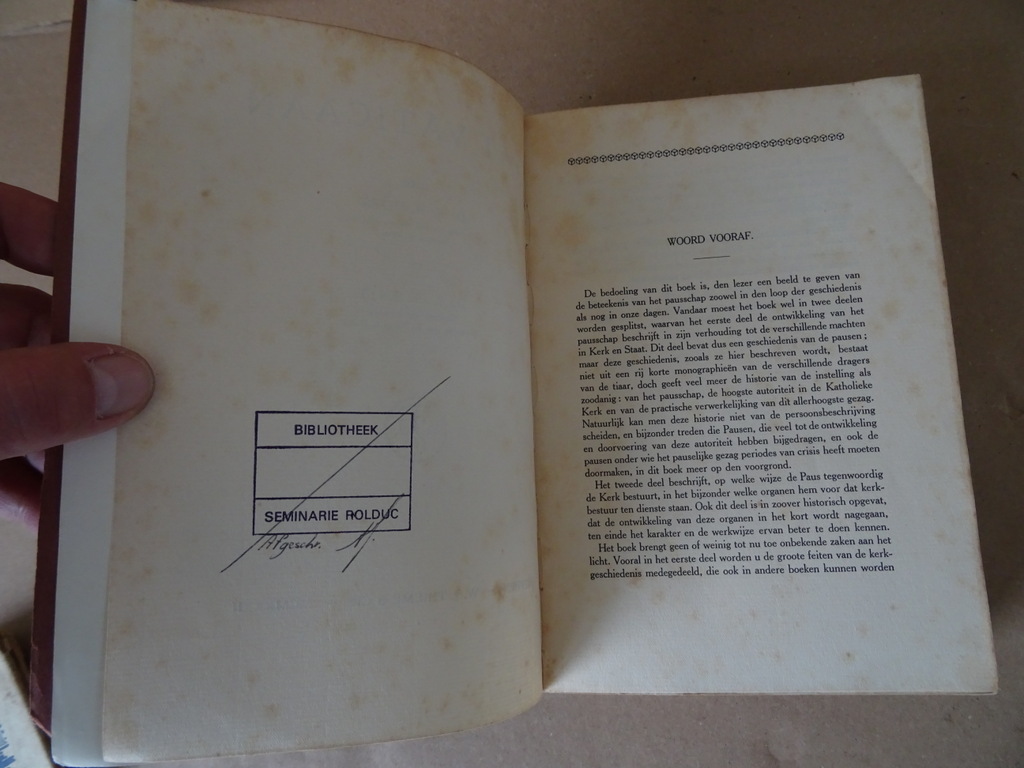 BIBLIOTHEEK
SEMINARIE ROLDUC
Afgeschr.
WOORD VOORAF.
De bedoeling van dit boek is, den lezer een beeld te geven van
de beteekenis van het pausschap zoowel in den loop der geschiedenis
als nog in onze dagen. Vandaar moest het boek wel in twee deelen
worden gesplitst, waarvan het eerste deel de ontwikkeling van het
pausschap beschrijft in zijn verhouding tot de verschillende machten
in Kerk en Staat. Dit deel bevat dus een geschiedenis van de pausen ;
maar deze geschiedenis, zooals ze hier beschreven wordt, bestaat
niet uit een rij korte monographieën van de verschillende dragers
van de tiaar, doch geeft veel meer de historie van de instelling als
zoodanig : van het pausschap, de hoogste autoriteit in de Katholieke
Kerk en van de practische verwerkelijking van dit allerhoogste gezag.
Natuurlijk kan men deze historie niet van de persoonsbeschrijving
scheiden, en bijzonder treden die Pausen, die veel tot de ontwikkeling
en doorvoering van deze autoriteit hebben bijgedragen, en ook de
pausen onder wie het pauselijke gezag periodes van crisis heeft moeten
doormaken, in dit boek meer op den voorgrond.
Het tweede deel beschrijft, op welke wijze de Paus tegenwoordig
de Kerk bestuurt, in het bijzonder welke organen hem voor dat kerk-
bestuur ten dienste staan. Ook dit deel is in zoover historisch opgevat,
dat de ontwikkeling van deze organen in het kort wordt nagegaan,
ten einde het karakter en de werkwijze ervan beter te doen kennen.
Het boek brengt geen of weinig tot nu toe onbekende zaken aan het
licht. Vooral in het eerste deel worden u de groote feiten van de kerk-
geschiedenis medegedeeld, die ook in andere boeken kunnen worden